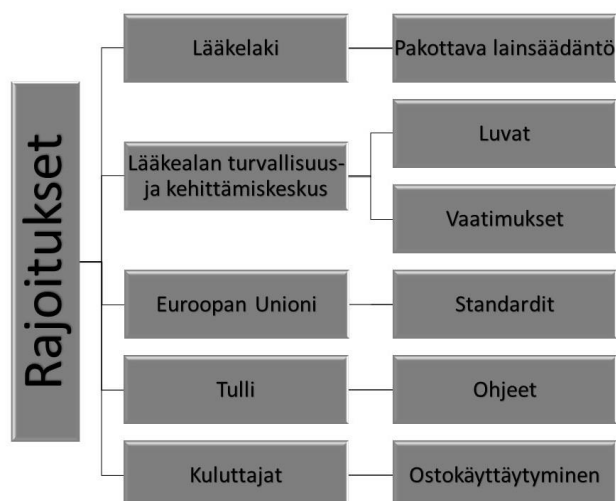 Rajoitukset
Lääkelaki
Pakottava lainsäädäntö
Lääkealan turvallisuus-
ja kehittämiskeskus
Luvat
Vaatimukset
Euroopan Unioni
Standardit
Tulli
Ohjeet
Kuluttajat
Ostokäyttäytyminen